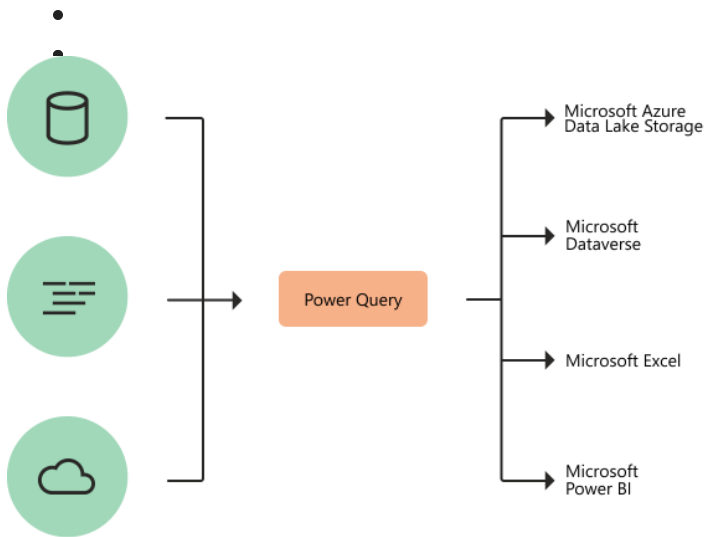 Microsoft Azure
Data Lake Storage
Microsoft
Dataverse
Power Query
Microsoft Excel
Microsoft
Power BI